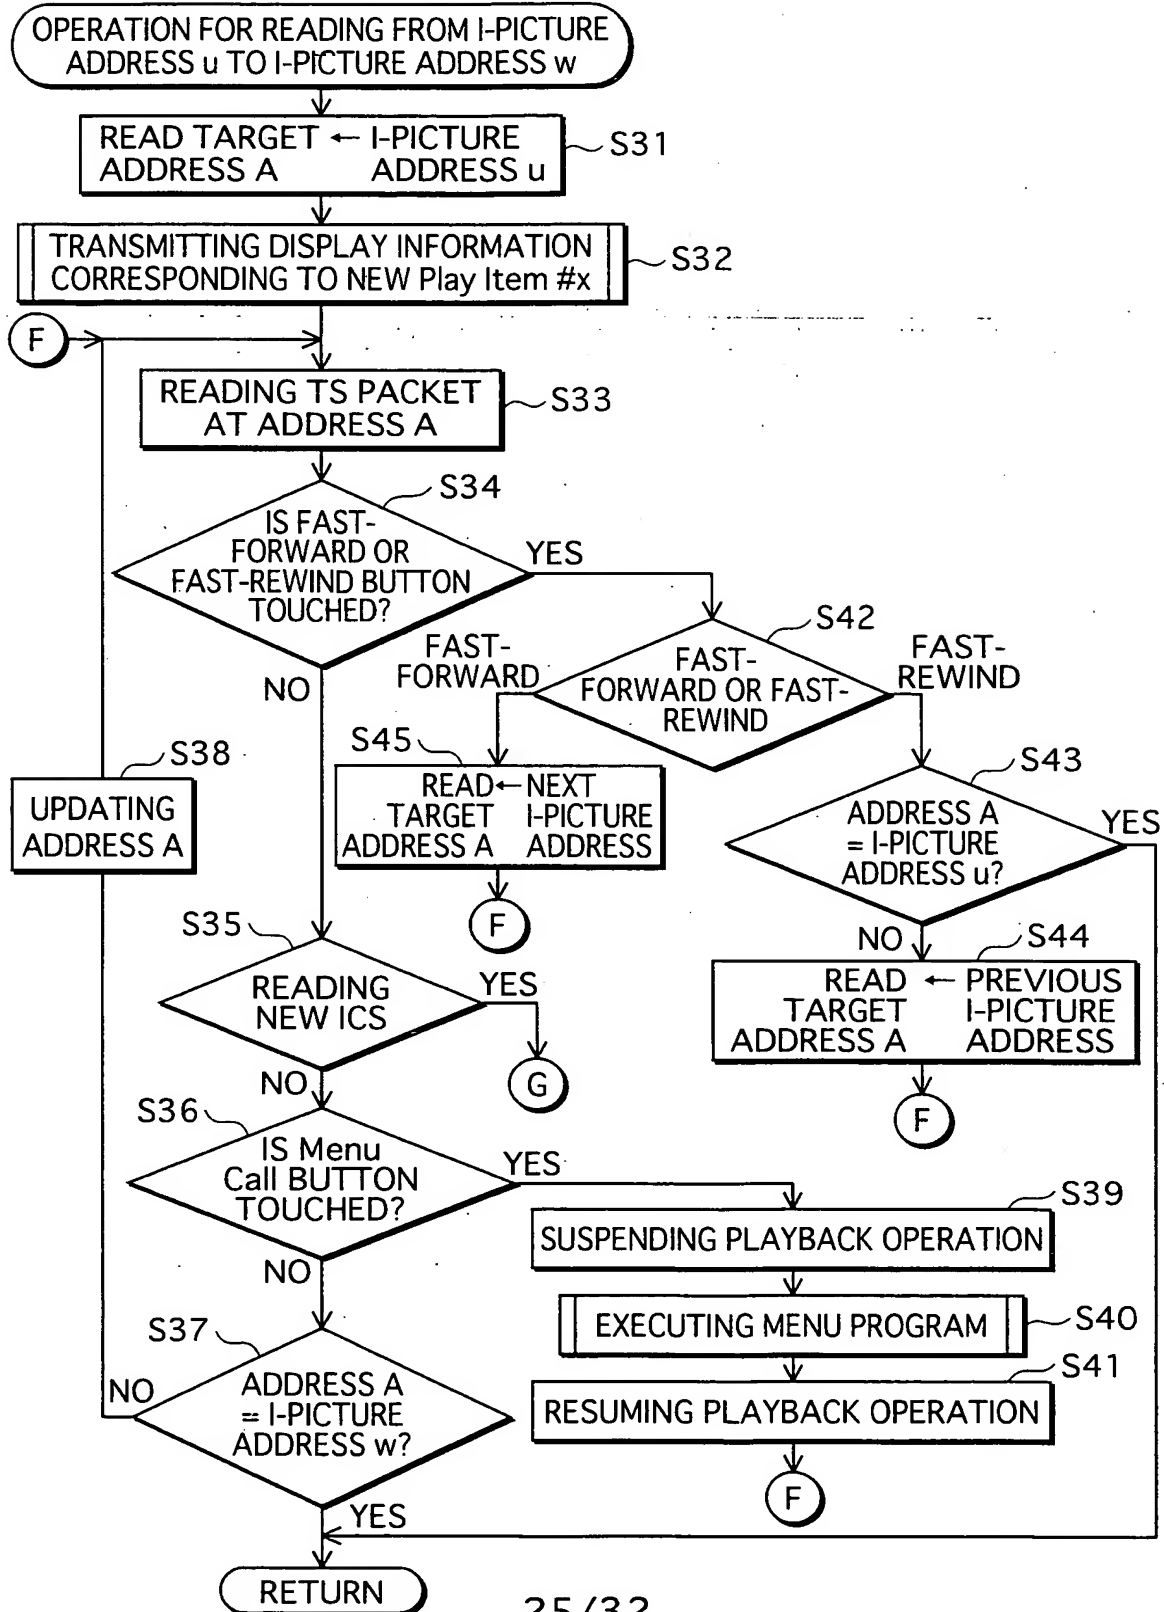 OPERATION FOR READING FROM I-PICTURE
ADDRESS u TO I-PICTURE ADDRESS w
READ TARGET ← I-PICTURE
ADDRESS A ADDRESS u
S31
TRANSMITTING DISPLAY INFORMATION
CORRESPONDING TO NEW Play Item #x
S32
F
READING TS PACKET
AT ADDRESS A
S33
S34
IS FAST-
FORWARD OR
FAST-REWIND BUTTON
TOUCHED?
YES
NO
S42
FAST-
FORWARD
FAST-
FORWARD OR FAST-
REWIND
FAST-
REWIND
S38
UPDATING
ADDRESS A
S45
READ ← NEXT
TARGET I-PICTURE
ADDRESS A ADDRESS
F
S43
ADDRESS A
= I-PICTURE
ADDRESS u?
YES
NO
S44
READ ← PREVIOUS
TARGET I-PICTURE
ADDRESS A ADDRESS
F
S35
READING
NEW ICS
YES
G
NO
S36
IS Menu
Call BUTTON
TOUCHED?
YES
NO
S39
SUSPENDING PLAYBACK OPERATION
EXECUTING MENU PROGRAM
S40
S41
RESUMING PLAYBACK OPERATION
F
S37
NO
ADDRESS A
= I-PICTURE
ADDRESS w?
YES
RETURN
25/32